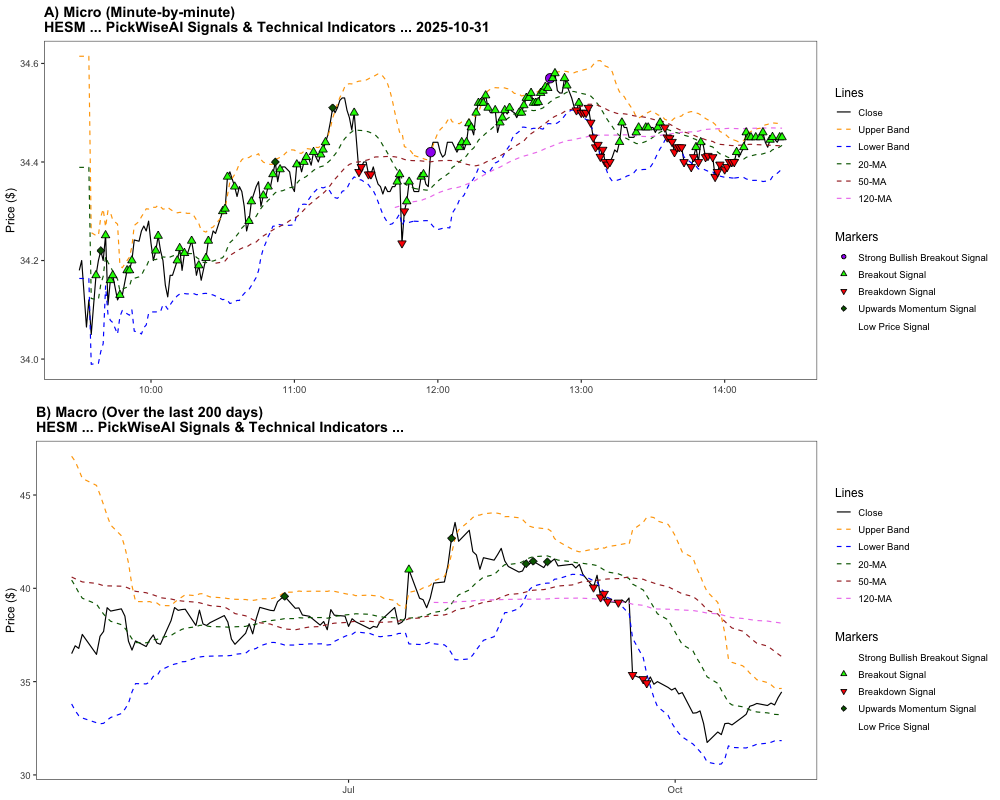 A) Micro (Minute-by-minute)
HESM ... PickWiseAI Signals & Technical Indicators ... 2025-10-31
Price ($)
34.6
34.4
34.2
34.0
10:00
11:00
12:00
13:00
14:00
Lines
Close
Upper Band
Lower Band
20-MA
50-MA
120-MA
Markers
Strong Bullish Breakout Signal
Breakout Signal
Breakdown Signal
Upwards Momentum Signal
Low Price Signal
B) Macro (Over the last 200 days)
HESM ... PickWiseAI Signals & Technical Indicators ...
Price ($)
45
40
35
30
Jul
Oct
Lines
Close
Upper Band
Lower Band
20-MA
50-MA
120-MA
Markers
Strong Bullish Breakout Signal
Breakout Signal
Breakdown Signal
Upwards Momentum Signal
Low Price Signal